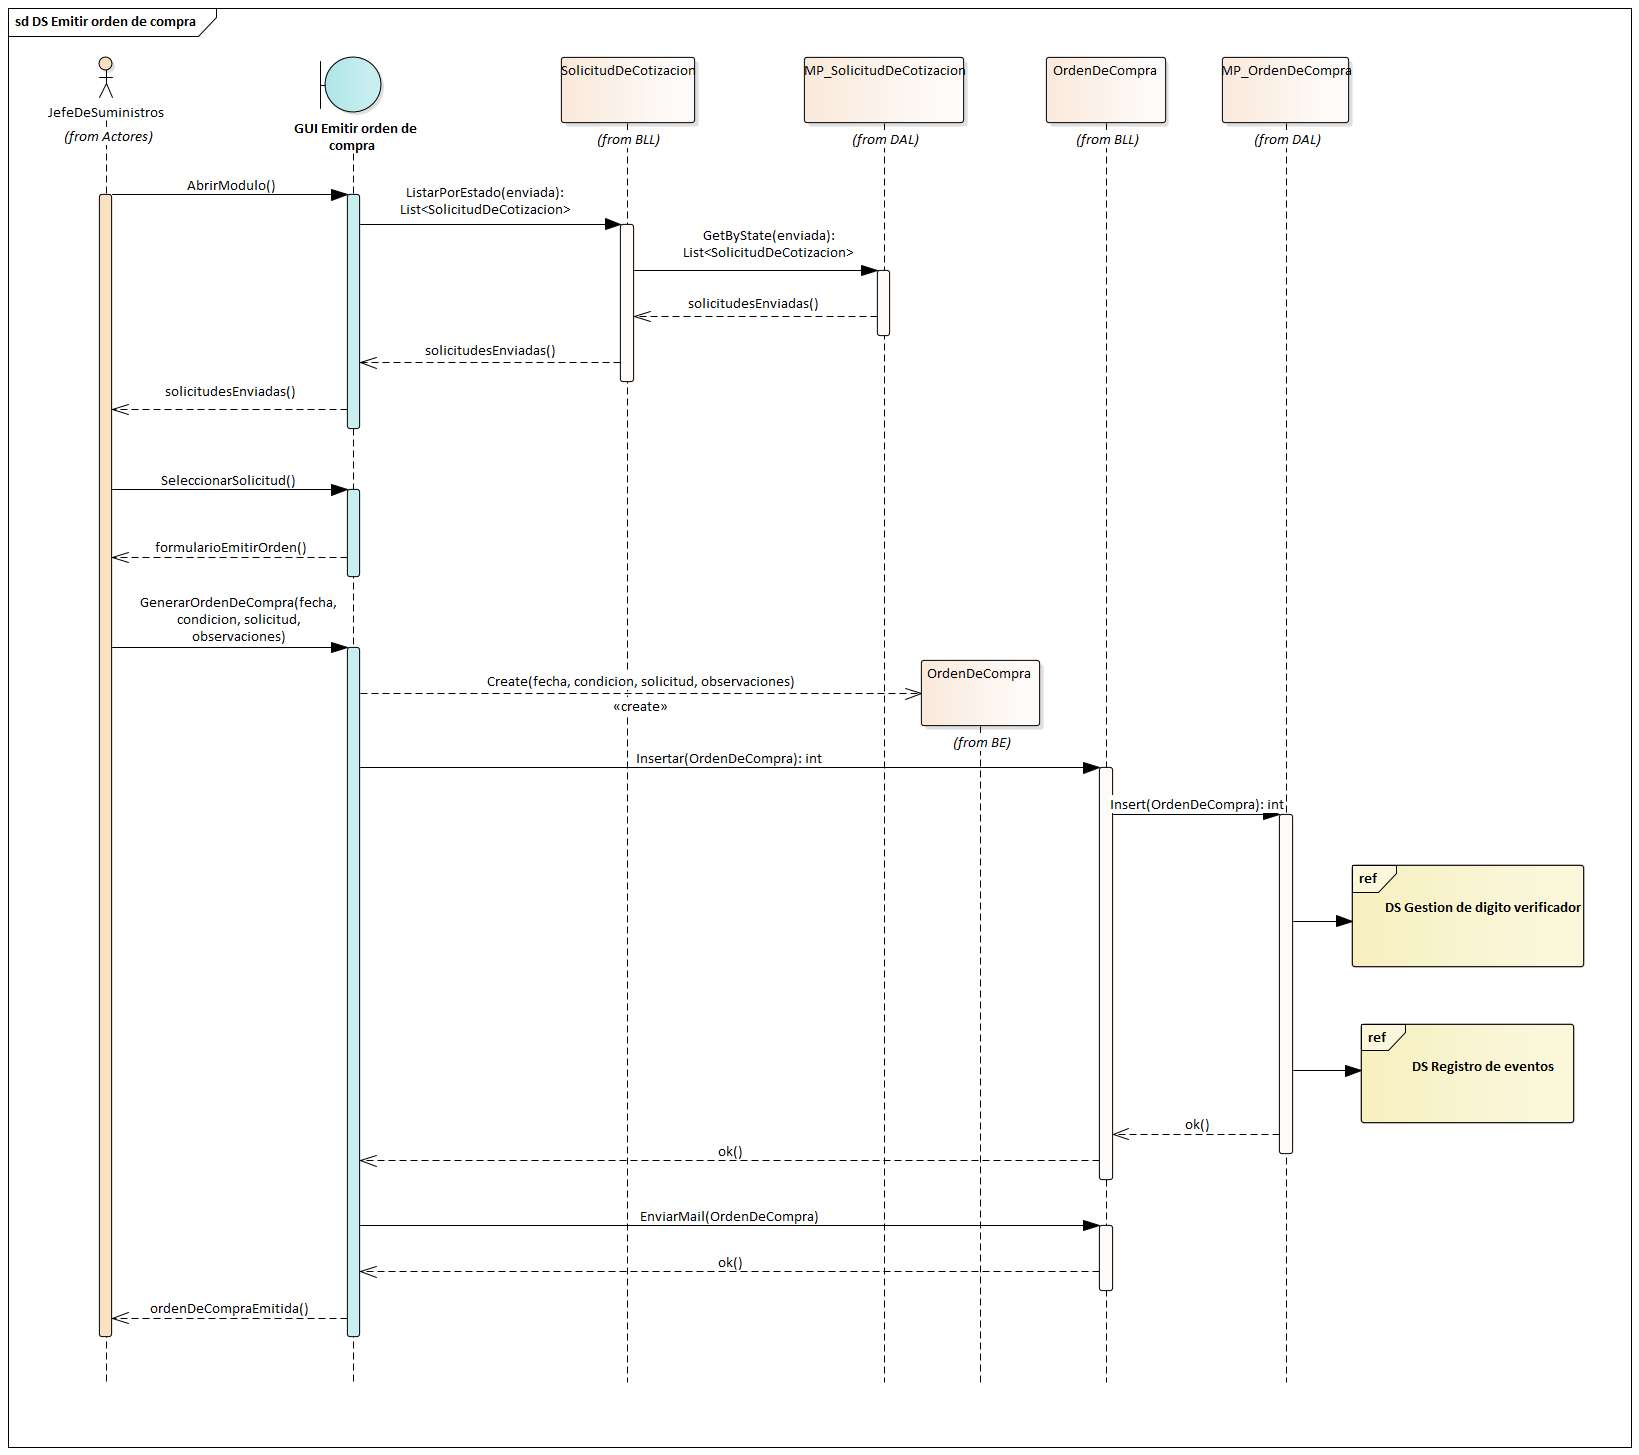 sd DS Emitir orden de compra
JefeDeSuministros
(from Actores)
GUI Emitir orden de
compra
SolicitudDeCotizacion
(from BLL)
MP_SolicitudDeCotizacion
(from DAL)
OrdenDeCompra
(from BLL)
MP_OrdenDeCompra
(from DAL)
AbrirModulo()
ListarPorEstado(enviada):
List<SolicitudDeCotizacion>
GetByState(enviada):
List<SolicitudDeCotizacion>
solicitudesEnviadas()
solicitudesEnviadas()
solicitudesEnviadas()
SeleccionarSolicitud()
formularioEmitirOrden()
GenerarOrdenDeCompra(fecha,
condicion, solicitud,
observaciones)
Create(fecha, condicion, solicitud, observaciones)
«create»
OrdenDeCompra
(from BE)
Insertar(OrdenDeCompra): int
Insert(OrdenDeCompra): int
ref
DS Gestion de digito verificador
ref
DS Registro de eventos
ok()
ok()
EnviarMail(OrdenDeCompra)
ok()
ordenDeCompraEmitida()